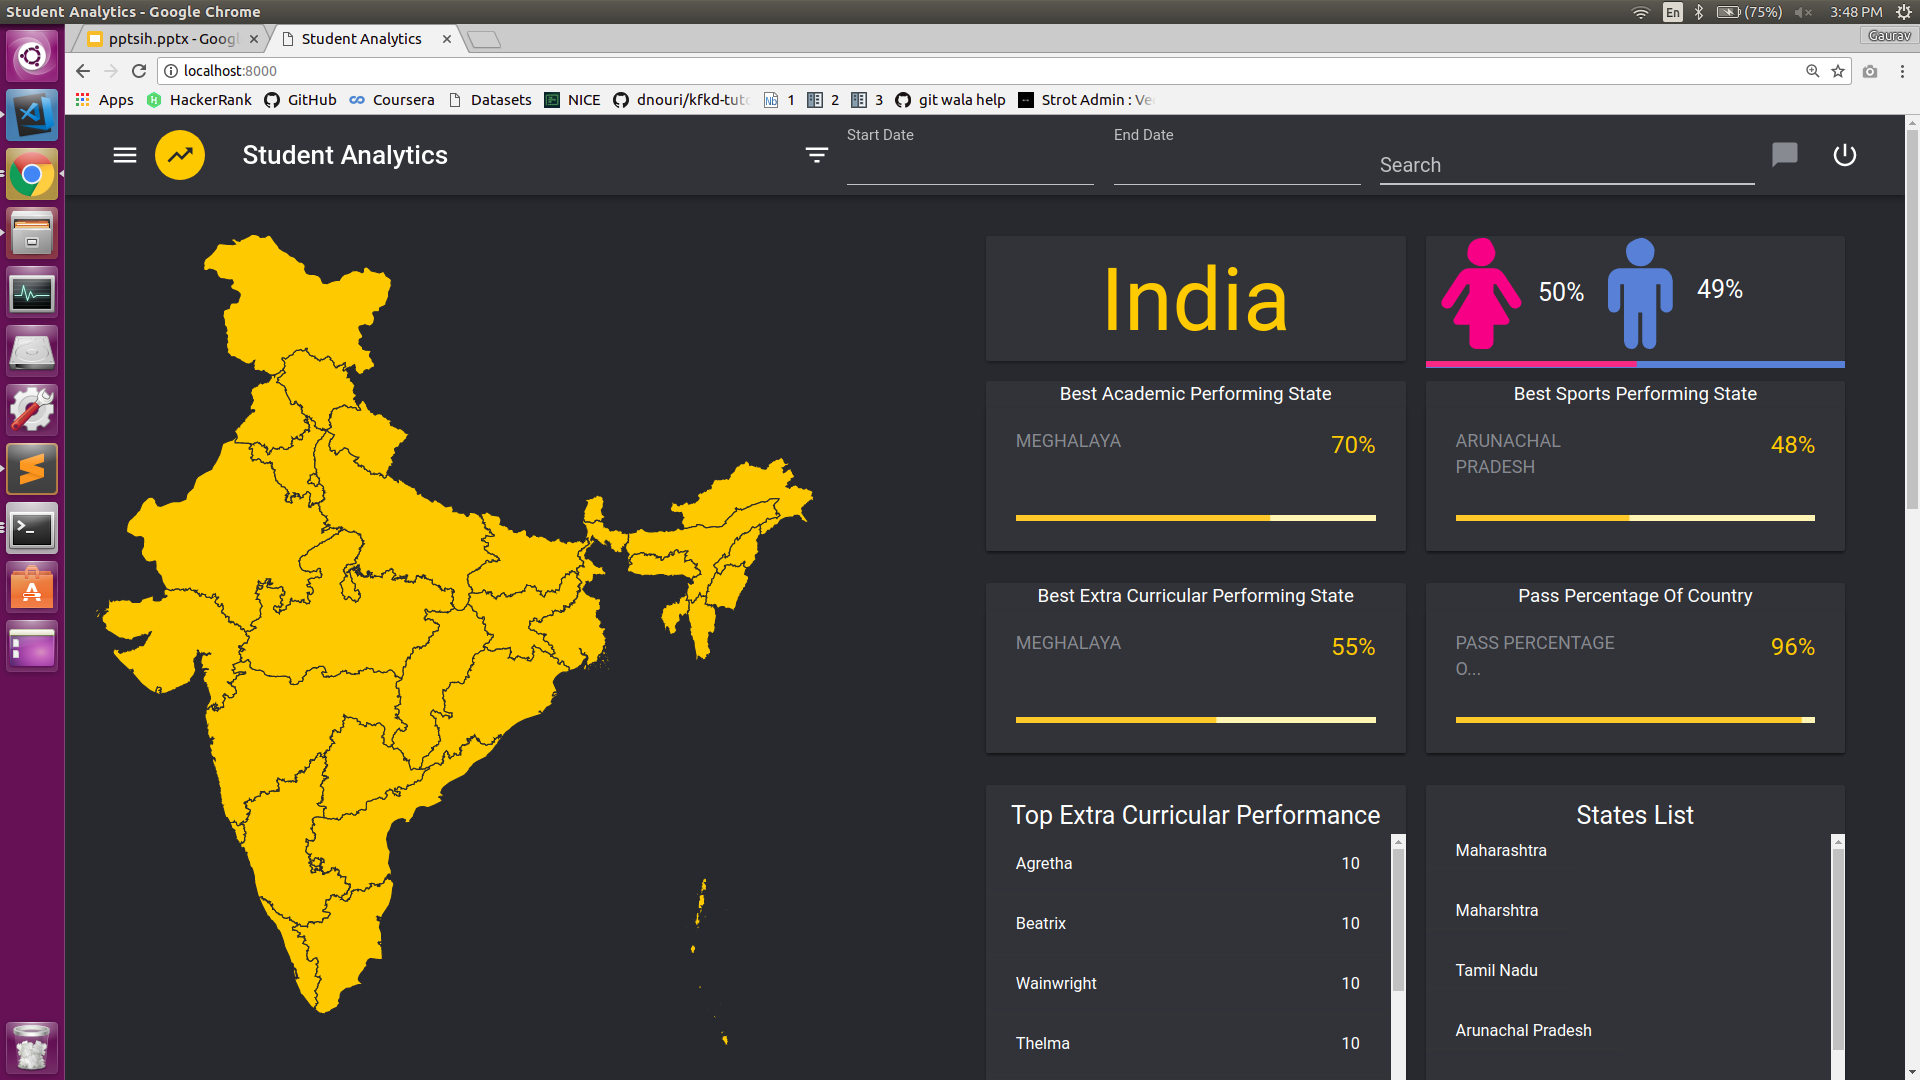 Student Analytics - Google Chrome
En
(75%)
3:48 PM
pptsih.pptx - Googl
Student Analytics
Gaurav
localhost:8000
Apps
HackerRank
GitHub
Coursera
Datasets
NICE
dnouri/kfkd-tuto
1
2
3
git wala help
Strot Admin : Ve
Student Analytics
Start Date
End Date
Search
India
50%
49%
Best Academic Performing State
MEGHALAYA
70%
Best Sports Performing State
ARUNACHAL
PRADESH
48%
Best Extra Curricular Performing State
MEGHALAYA
55%
Pass Percentage Of Country
PASS PERCENTAGE
O...
96%
Top Extra Curricular Performance
Agretha 10
Beatrix 10
Wainwright 10
Thelma 10
States List
Maharashtra
Maharshtra
Tamil Nadu
Arunachal Pradesh